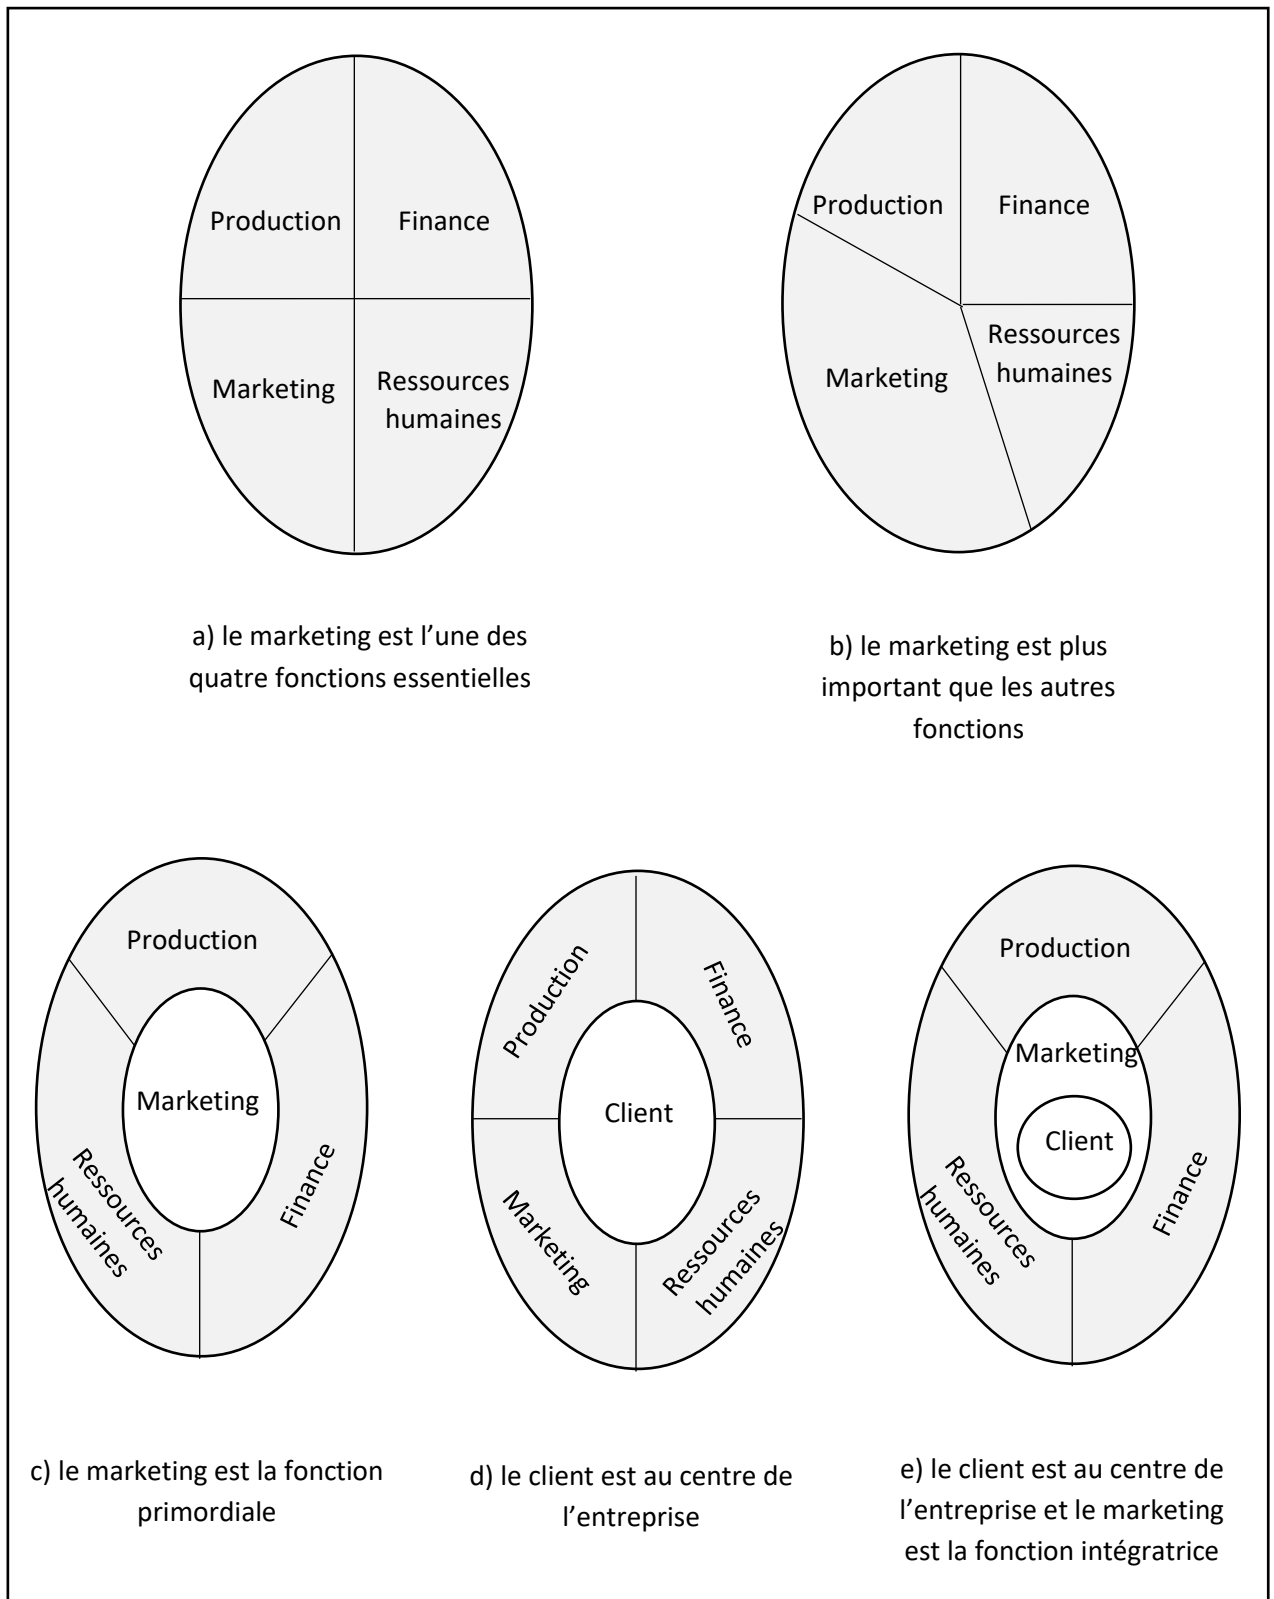 Production
Finance
Marketing
Ressources
humaines
a) le marketing est l’une des
quatre fonctions essentielles
Production
Finance
Marketing
Ressources
humaines
b) le marketing est plus
important que les autres
fonctions
Production
Marketing
Ressources
humaines
Finance
c) le marketing est la fonction
primordiale
Production
Finance
Client
Marketing
Ressources
humaines
d) le client est au centre de
l’entreprise
Production
Marketing
Client
Ressources
humaines
Finance
e) le client est au centre de
l’entreprise et le marketing
est la fonction intégratrice